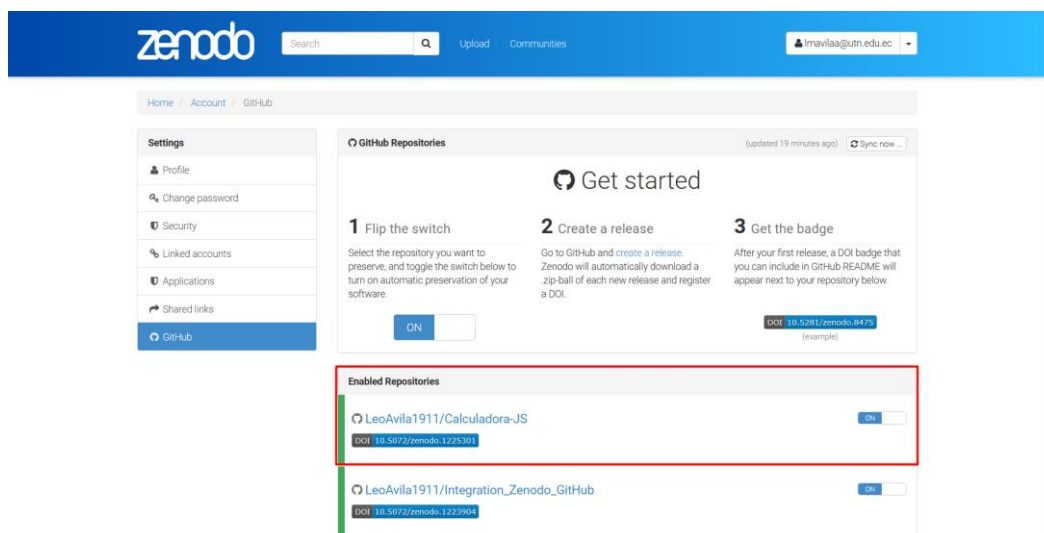 zenodo
Search
Upload
Communities
lmavilaa@utn.edu.ec
Home / Account / GitHub
Settings
Profile
Change password
Security
Linked accounts
Applications
Shared links
GitHub
GitHub Repositories
(updated 19 minutes ago)
Sync now ...
Get started
1 Flip the switch
Select the repository you want to
preserve, and toggle the switch below to
turn on automatic preservation of your
software.
ON
2 Create a release
Go to GitHub and create a release.
Zenodo will automatically download a
.zip-ball of each new release and register
a DOI.
3 Get the badge
After your first release, a DOI badge that
you can include in GitHub README will
appear next to your repository below.
DOI 10.5281/zenodo.8475
(example)
Enabled Repositories
LeoAvila1911/Calculadora-JS
ON
DOI 10.5072/zenodo.1225301
LeoAvila1911/Integration_Zenodo_GitHub
ON
DOI 10.5072/zenodo.1223904